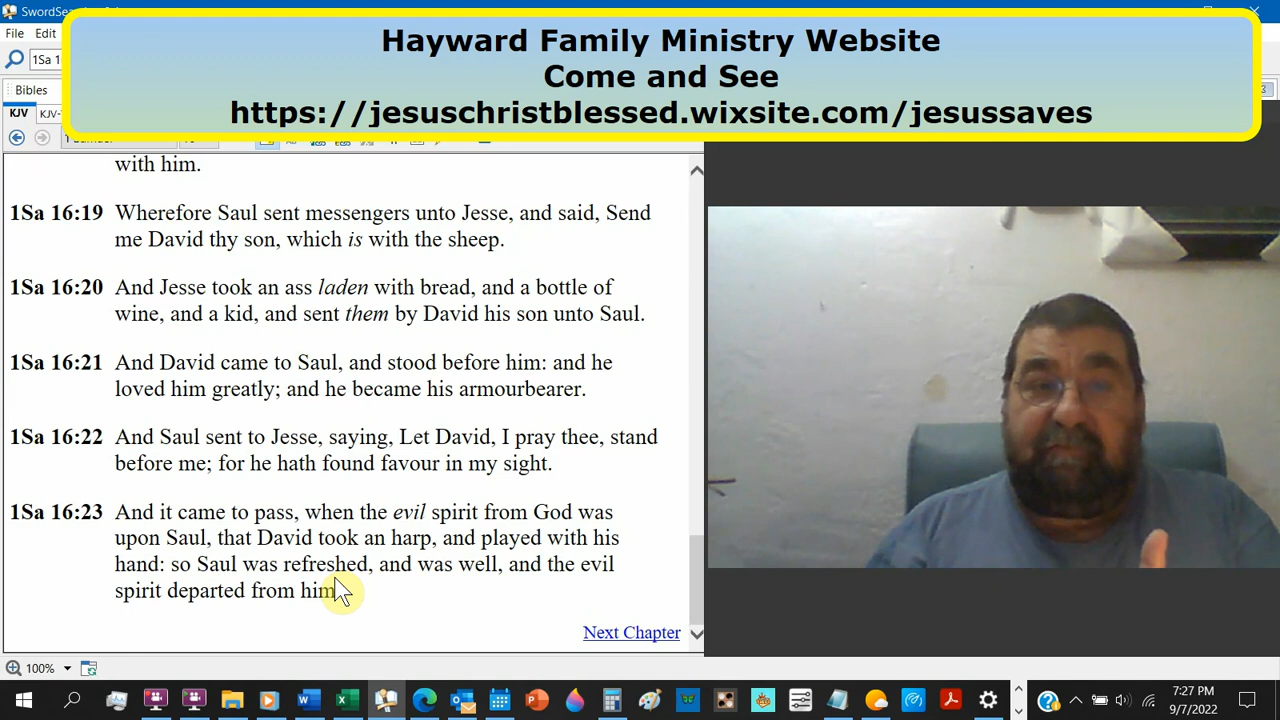 SwordSea
File Edit
Hayward Family Ministry Website
Come and See
https://jesuschristblessed.wixsite.com/jesussaves
1Sa 1
Bibles
KJV KJV-
with him.
1Sa 16:19 Wherefore Saul sent messengers unto Jesse, and said, Send
me David thy son, which is with the sheep.
1Sa 16:20 And Jesse took an ass laden with bread, and a bottle of
wine, and a kid, and sent them by David his son unto Saul.
1Sa 16:21 And David came to Saul, and stood before him: and he
loved him greatly; and he became his armourbearer.
1Sa 16:22 And Saul sent to Jesse, saying, Let David, I pray thee, stand
before me; for he hath found favour in my sight.
1Sa 16:23 And it came to pass, when the evil spirit from God was
upon Saul, that David took an harp, and played with his
hand: so Saul was refreshed, and was well, and the evil
spirit departed from him
Next Chapter
100%
7:27 PM
9/7/2022